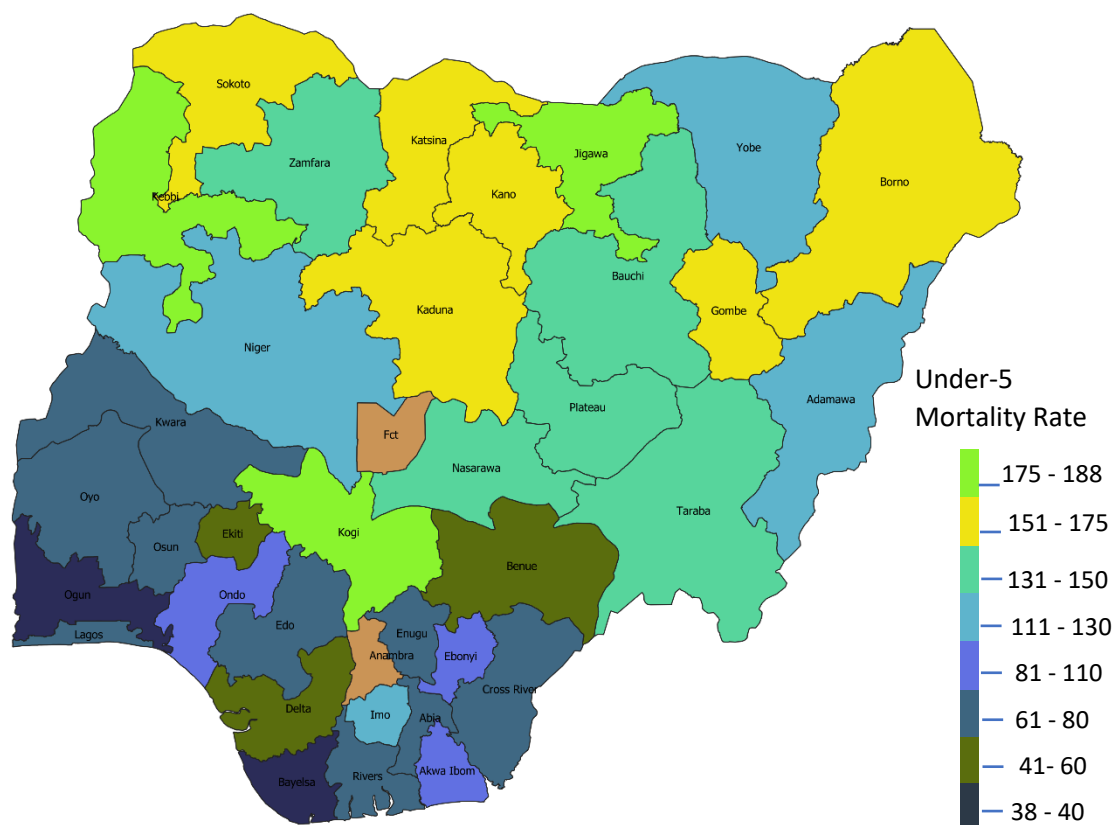 Sokoto
Katsina
Zamfara
Jigawa
Yobe
Kebbi
Kano
Borno
Bauchi
Kaduna
Gombe
Niger
Adamawa
Plateau
Kwara
Fct
Nasarawa
Oyo
Taraba
Osun
Ekiti
Kogi
Benue
Ogun
Ondo
Edo
Lagos
Enugu
Anambra
Ebonyi
Cross River
Delta
Imo
Abia
Bayelsa
Rivers
Akwa Ibom
Under-5
Mortality Rate
175 - 188
151 - 175
131 - 150
111 - 130
81 - 110
61 - 80
41- 60
38 - 40